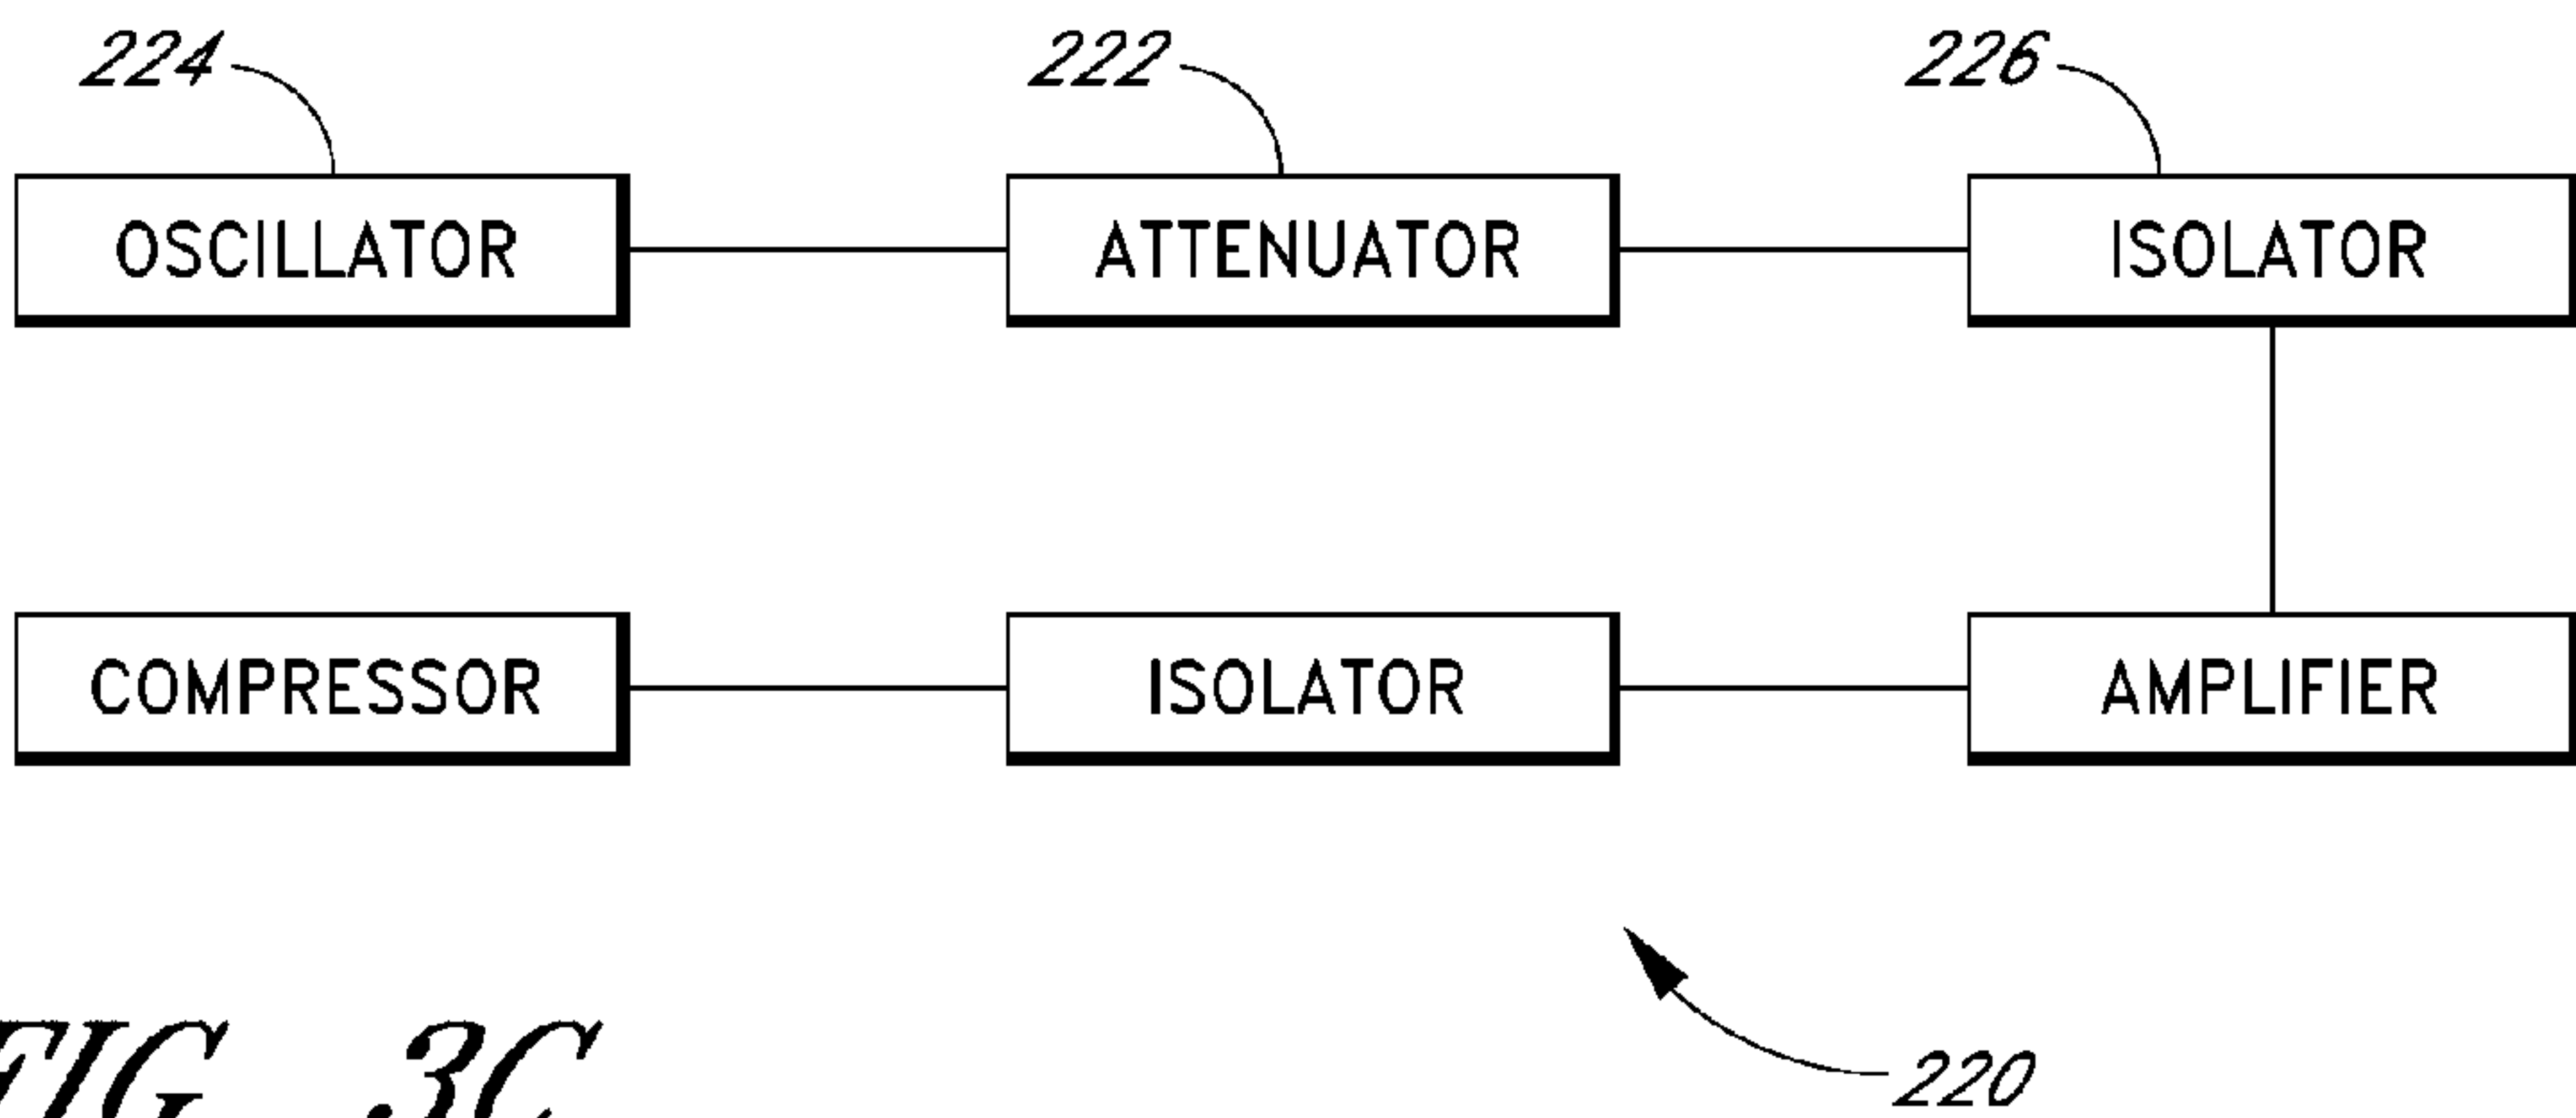 224 222 226
OSCILLATOR ATTENUATOR ISOLATOR
COMPRESSOR ISOLATOR AMPLIFIER
220
FIG. 3C